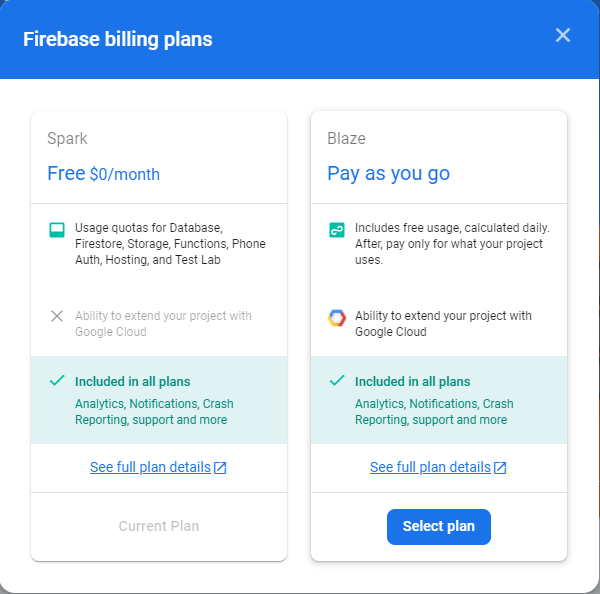 Firebase billing plans
Spark
Free $0/month
Usage quotas for Database,
Firestore, Storage, Functions, Phone
Auth, Hosting, and Test Lab
Ability to extend your project with
Google Cloud
Included in all plans
Analytics, Notifications, Crash
Reporting, support and more
See full plan details
Current Plan
Blaze
Pay as you go
Includes free usage, calculated daily.
After, pay only for what your project
uses.
Ability to extend your project with
Google Cloud
Included in all plans
Analytics, Notifications, Crash
Reporting, support and more
See full plan details
Select plan